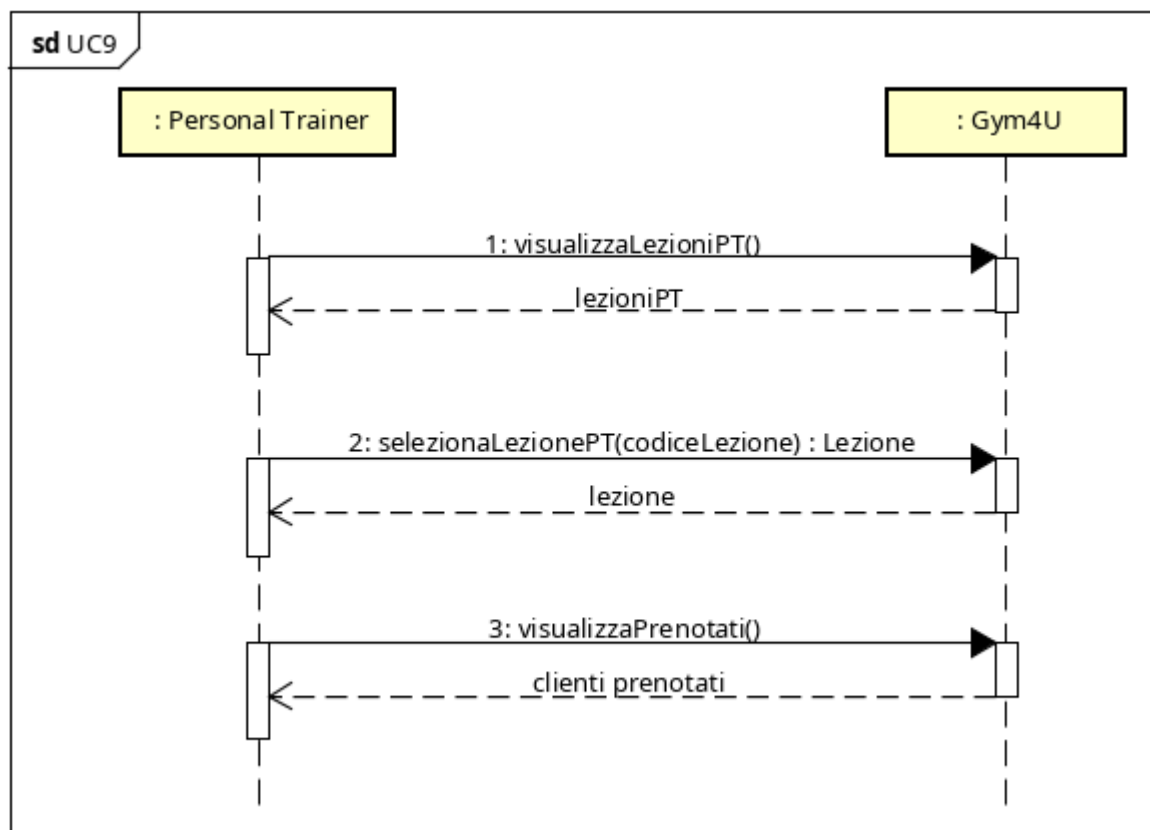 sd UC9
: Personal Trainer
: Gym4U
1: visualizzaLezioniPT()
lezioniPT
2: selezionaLezionePT(codiceLezione) : Lezione
lezione
3: visualizzaPrenotati()
clienti prenotati